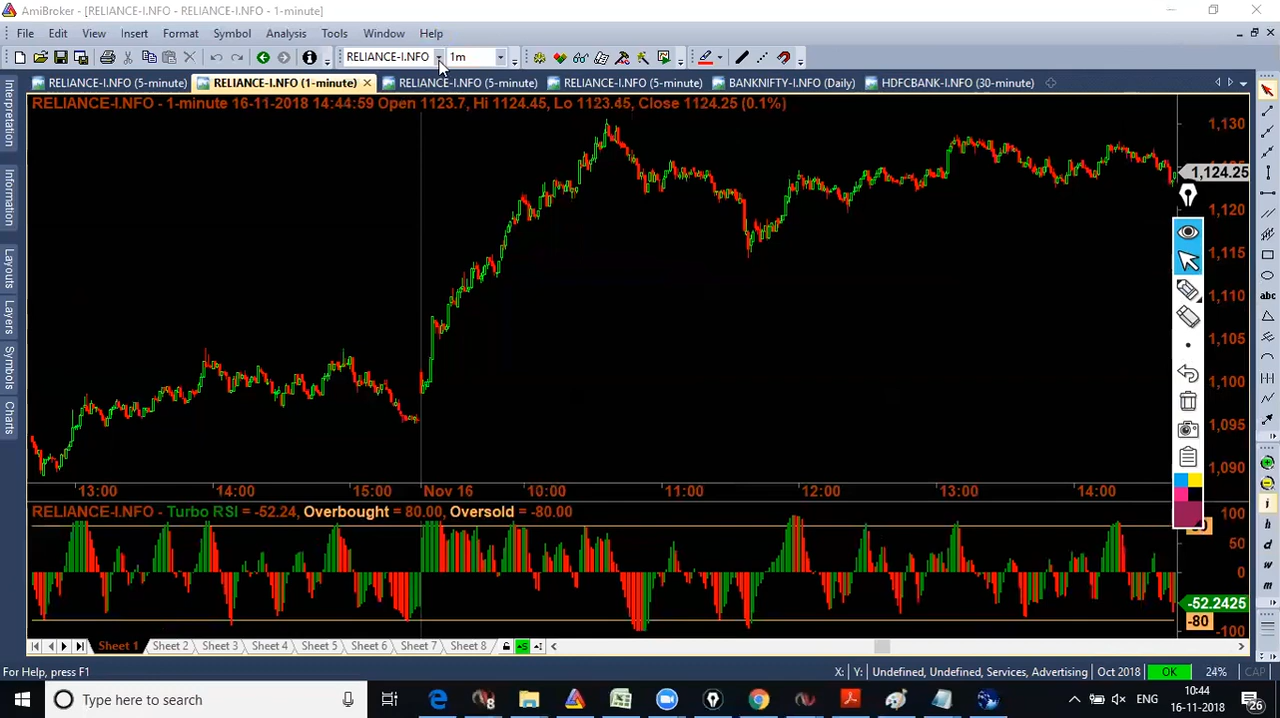 AmiBroker - [RELIANCE-I.NFO - RELIANCE-I.NFO - 1-minute]
File Edit View Insert Format Symbol Analysis Tools Window Help
RELIANCE-I.NFO 1m
RELIANCE-I.NFO (5-minute) RELIANCE-I.NFO (1-minute) RELIANCE-I.NFO (5-minute) RELIANCE-I.NFO (5-minute) BANKNIFTY-I.NFO (Daily) HDFCBANK-I.NFO (30-minute)
RELIANCE-I.NFO - 1-minute 16-11-2018 14:44:59 Open 1123.7, Hi 1124.45, Lo 1123.45, Close 1124.25 (0.1%)
Interpretation
Information
Layouts
Layers
Symbols
Charts
1,130
1,124.25
1,120
1,115
1,110
1,105
1,100
1,095
1,090
abc
i
h
d
w
m
13:00 14:00 15:00 Nov 16 10:00 11:00 12:00 13:00 14:00
RELIANCE-I.NFO - Turbo RSI = -52.24, Overbought = 80.00, Oversold = -80.00
100
50
0
-52.2425
-80
-100
Sheet 1 Sheet 2 Sheet 3 Sheet 4 Sheet 5 Sheet 6 Sheet 7 Sheet 8
For Help, press F1 X: Y: Undefined, Undefined, Services, Advertising Oct 2018 OK 24% CAP
Type here to search ENG 10:44
16-11-2018 26